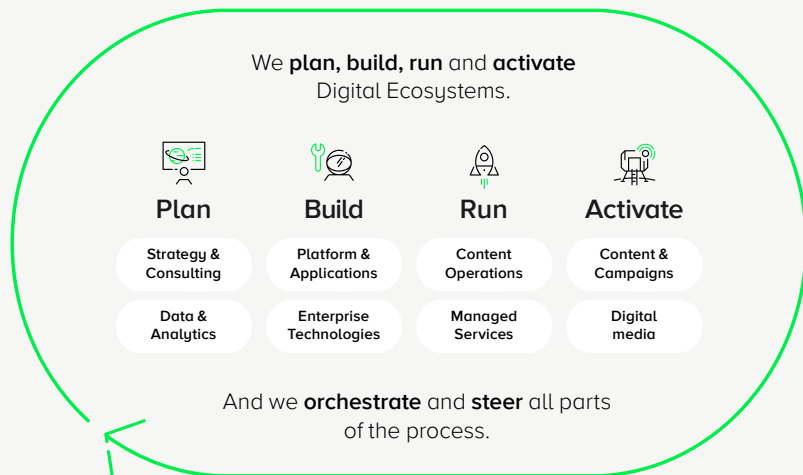 We plan, build, run and activate
Digital Ecosystems.
Plan
Build
Run
Activate
Strategy &
Consulting
Platform &
Applications
Content
Operations
Content &
Campaigns
Data &
Analytics
Enterprise
Technologies
Managed
Services
Digital
media
And we orchestrate and steer all parts
of the process.